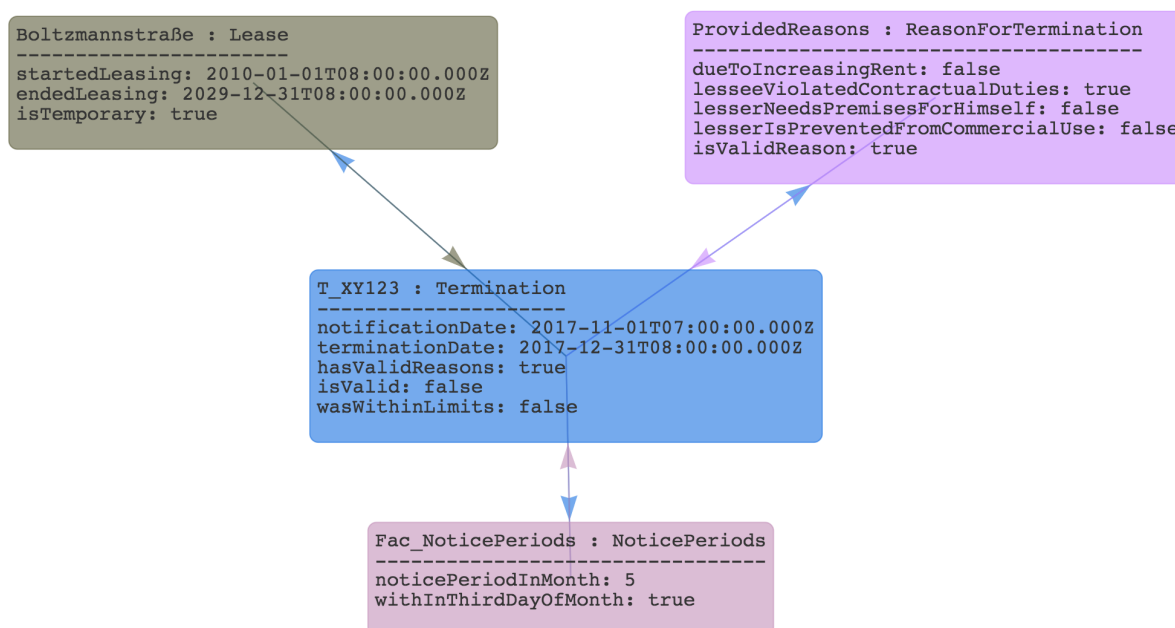 Boltzmannstraße : Lease
-----------------------
startedLeasing: 2010-01-01T08:00:00.000Z
endedLeasing: 2029-12-31T08:00:00.000Z
isTemporary: true
ProvidedReasons : ReasonForTermination
--------------------------------------
dueToIncreasingRent: false
lesseeViolatedContractualDuties: true
lesserNeedsPremisesForHimself: false
lesserIsPreventedFromCommercialUse: false
isValidReason: true
T_XY123 : Termination
---------------------
notificationDate: 2017-11-01T07:00:00.000Z
terminationDate: 2017-12-31T08:00:00.000Z
hasValidReasons: true
isValid: false
wasWithinLimits: false
Fac_NoticePeriods : NoticePeriods
---------------------------------
noticePeriodInMonth: 5
withInThirdDayOfMonth: true